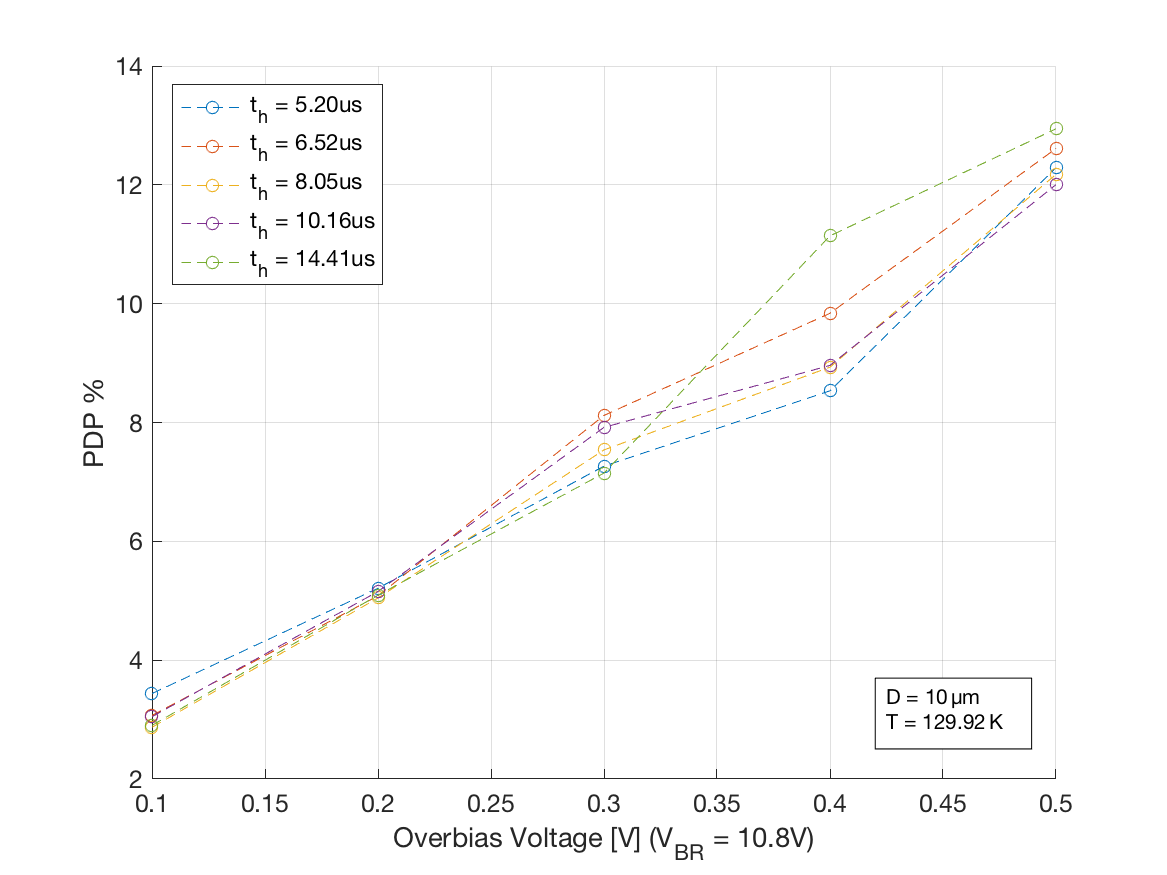 14
12
10
8
6
4
2
PDP %
t_h = 5.20us
t_h = 6.52us
t_h = 8.05us
t_h = 10.16us
t_h = 14.41us
D = 10 µm
T = 129.92 K
0.1 0.15 0.2 0.25 0.3 0.35 0.4 0.45 0.5
Overbias Voltage [V] (V_BR = 10.8V)